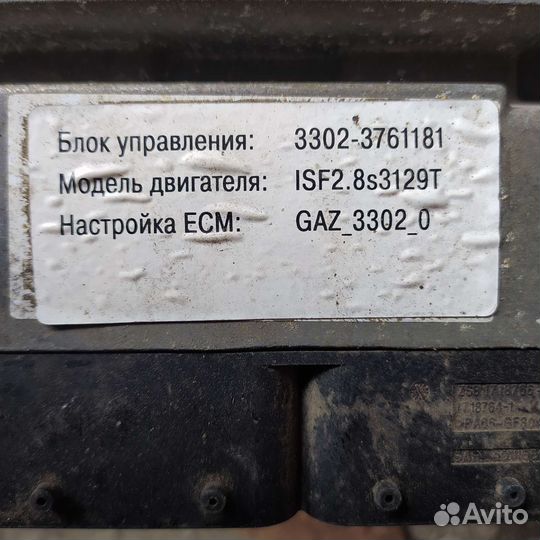 Блок управления: 3302-3761181
Модель двигателя: ISF2.8s3129T
Настройка ECM: GAZ_3302_0
Avito